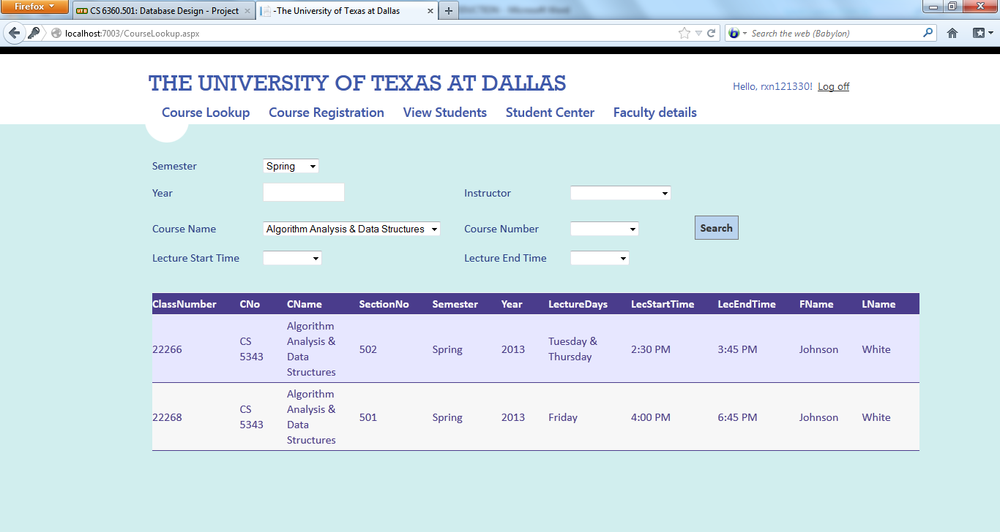 Firefox
UTD CS 6360.501: Database Design - Project
-The University of Texas at Dallas
Microsoft Word
localhost:7003/CourseLookup.aspx
Search the web (Babylon)
THE UNIVERSITY OF TEXAS AT DALLAS
Hello, rxn121330! Log off
Course Lookup Course Registration View Students Student Center Faculty details
Semester Spring
Year Instructor
Course Name Algorithm Analysis & Data Structures Course Number Search
Lecture Start Time Lecture End Time
ClassNumber CNo CName SectionNo Semester Year LectureDays LecStartTime LecEndTime FName LName
22266 CS 5343 Algorithm Analysis & Data Structures 502 Spring 2013 Tuesday & Thursday 2:30 PM 3:45 PM Johnson White
22268 CS 5343 Algorithm Analysis & Data Structures 501 Spring 2013 Friday 4:00 PM 6:45 PM Johnson White